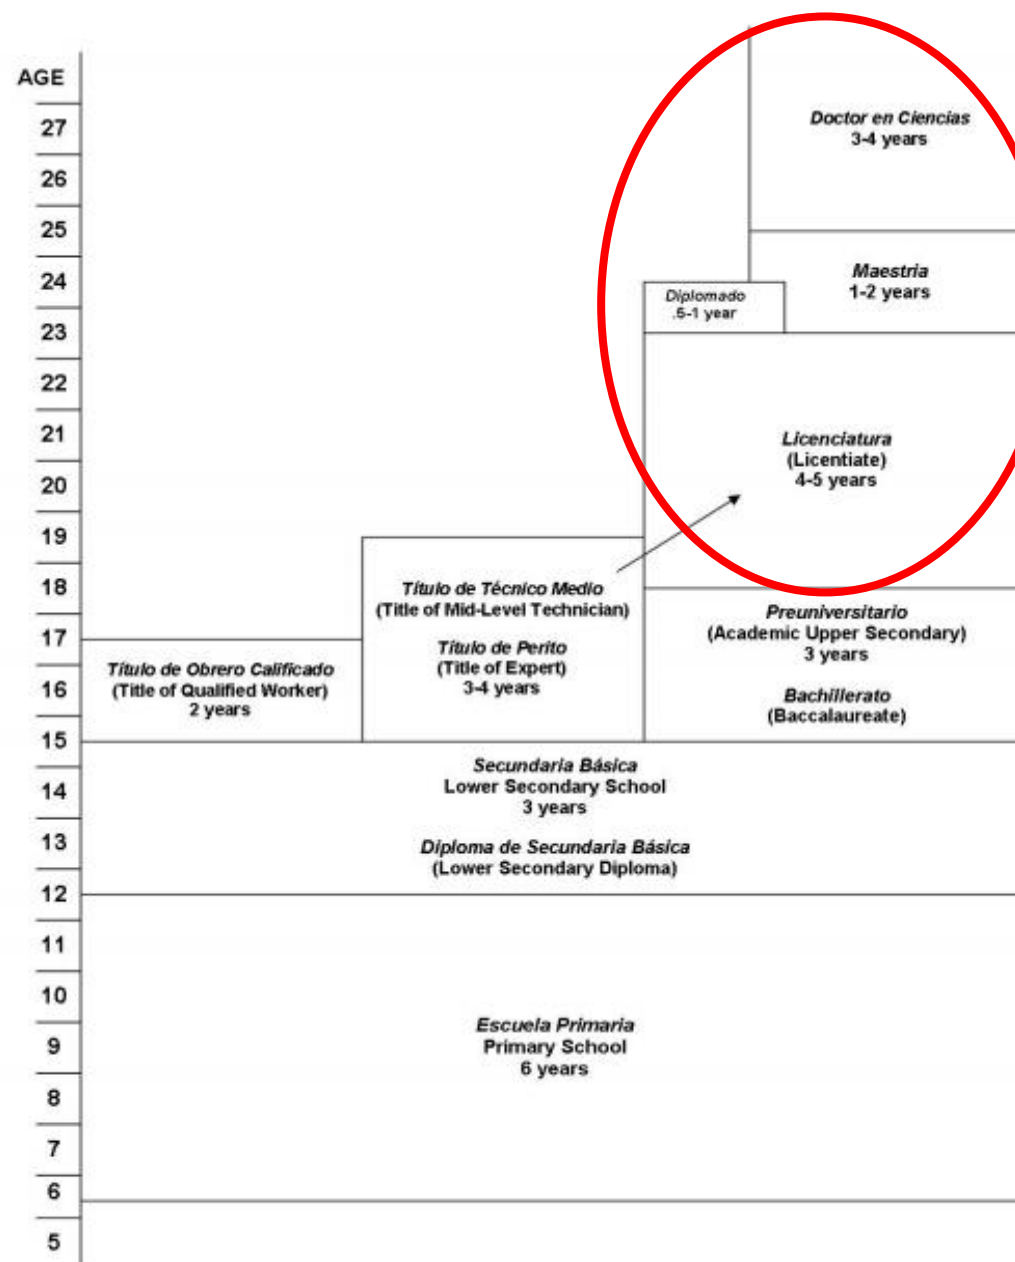 AGE
27
26
25
24
23
22
21
20
19
18
17
16
15
14
13
12
11
10
9
8
7
6
5
Doctor en Ciencias
3-4 years
Maestria
1-2 years
Diplomado
.5-1 year
Licenciatura
(Licentiate)
4-5 years
Título de Técnico Medio
(Title of Mid-Level Technician)
Título de Perito
(Title of Expert)
3-4 years
Preuniversitario
(Academic Upper Secondary)
3 years
Bachillerato
(Baccalaureate)
Título de Obrero Calificado
(Title of Qualified Worker)
2 years
Secundaria Básica
Lower Secondary School
3 years
Diploma de Secundaria Básica
(Lower Secondary Diploma)
Escuela Primaria
Primary School
6 years